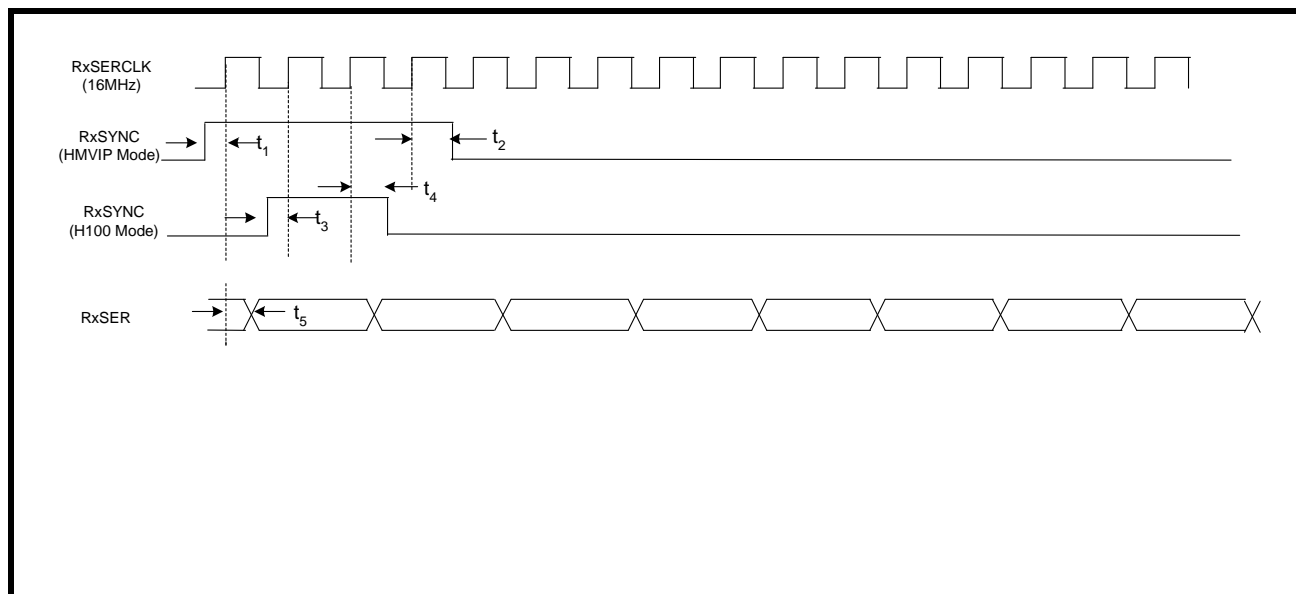 RxSERCLK
(16MHz)
RxSYNC
(HMVIP Mode)
t1
t2
RxSYNC
(H100 Mode)
t3
t4
RxSER
t5